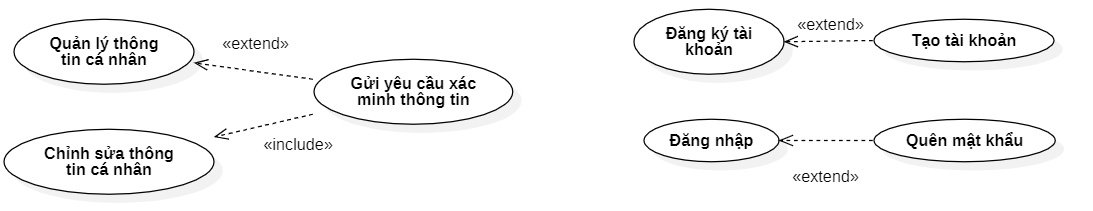 Quản lý thông
tin cá nhân
«extend»
Gửi yêu cầu xác
minh thông tin
Chỉnh sửa thông
tin cá nhân
«include»
Đăng ký tài
khoản
«extend»
Tạo tài khoản
Đăng nhập
Quên mật khẩu
«extend»